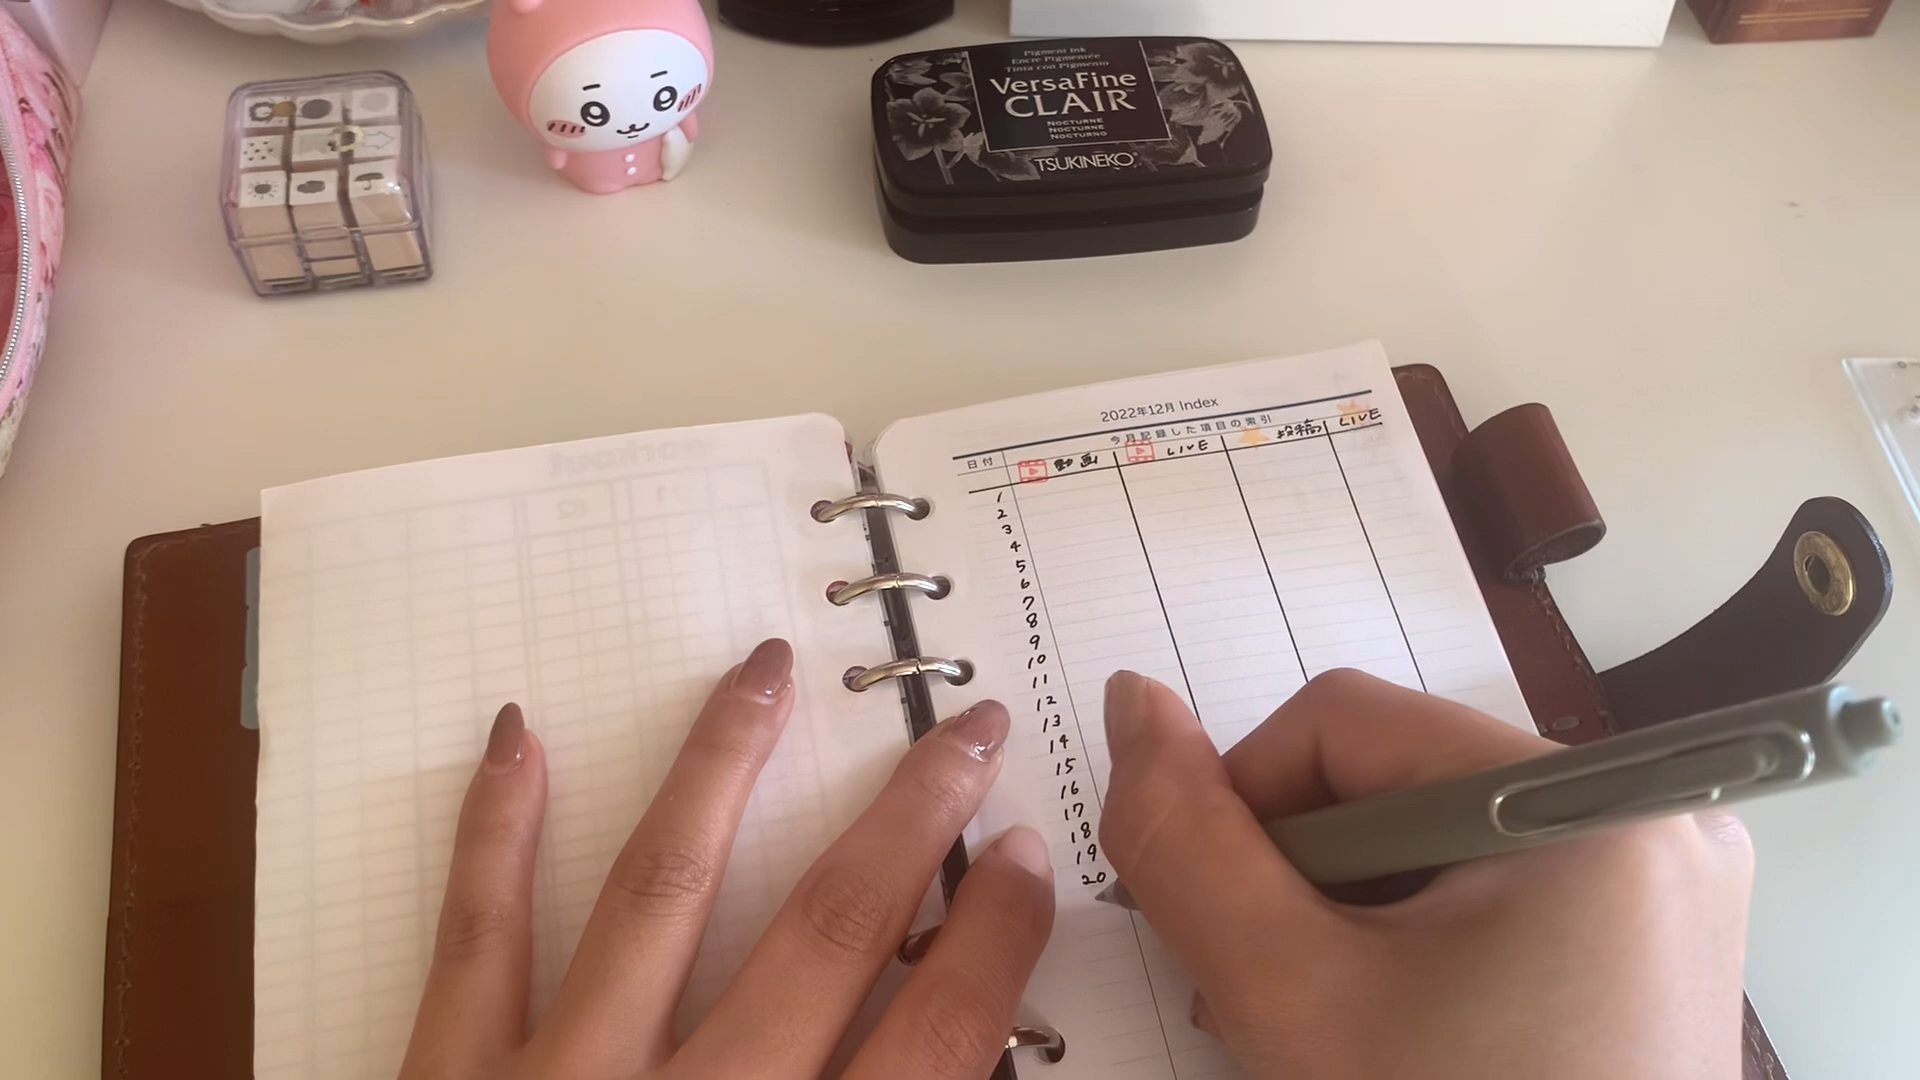 Pigment Ink
Encre Pigmentée
Tinta con Pigmento
VersaFine
CLAIR
NOCTURNE
NOCTURNE
NOCTURNO
TSUKINEKO
2022年12月 Index
今月記録した項目の索引
日付 動画 LIVE 投稿 LIVE
1
2
3
4
5
6
7
8
9
10
11
12
13
14
15
16
17
18
19
20